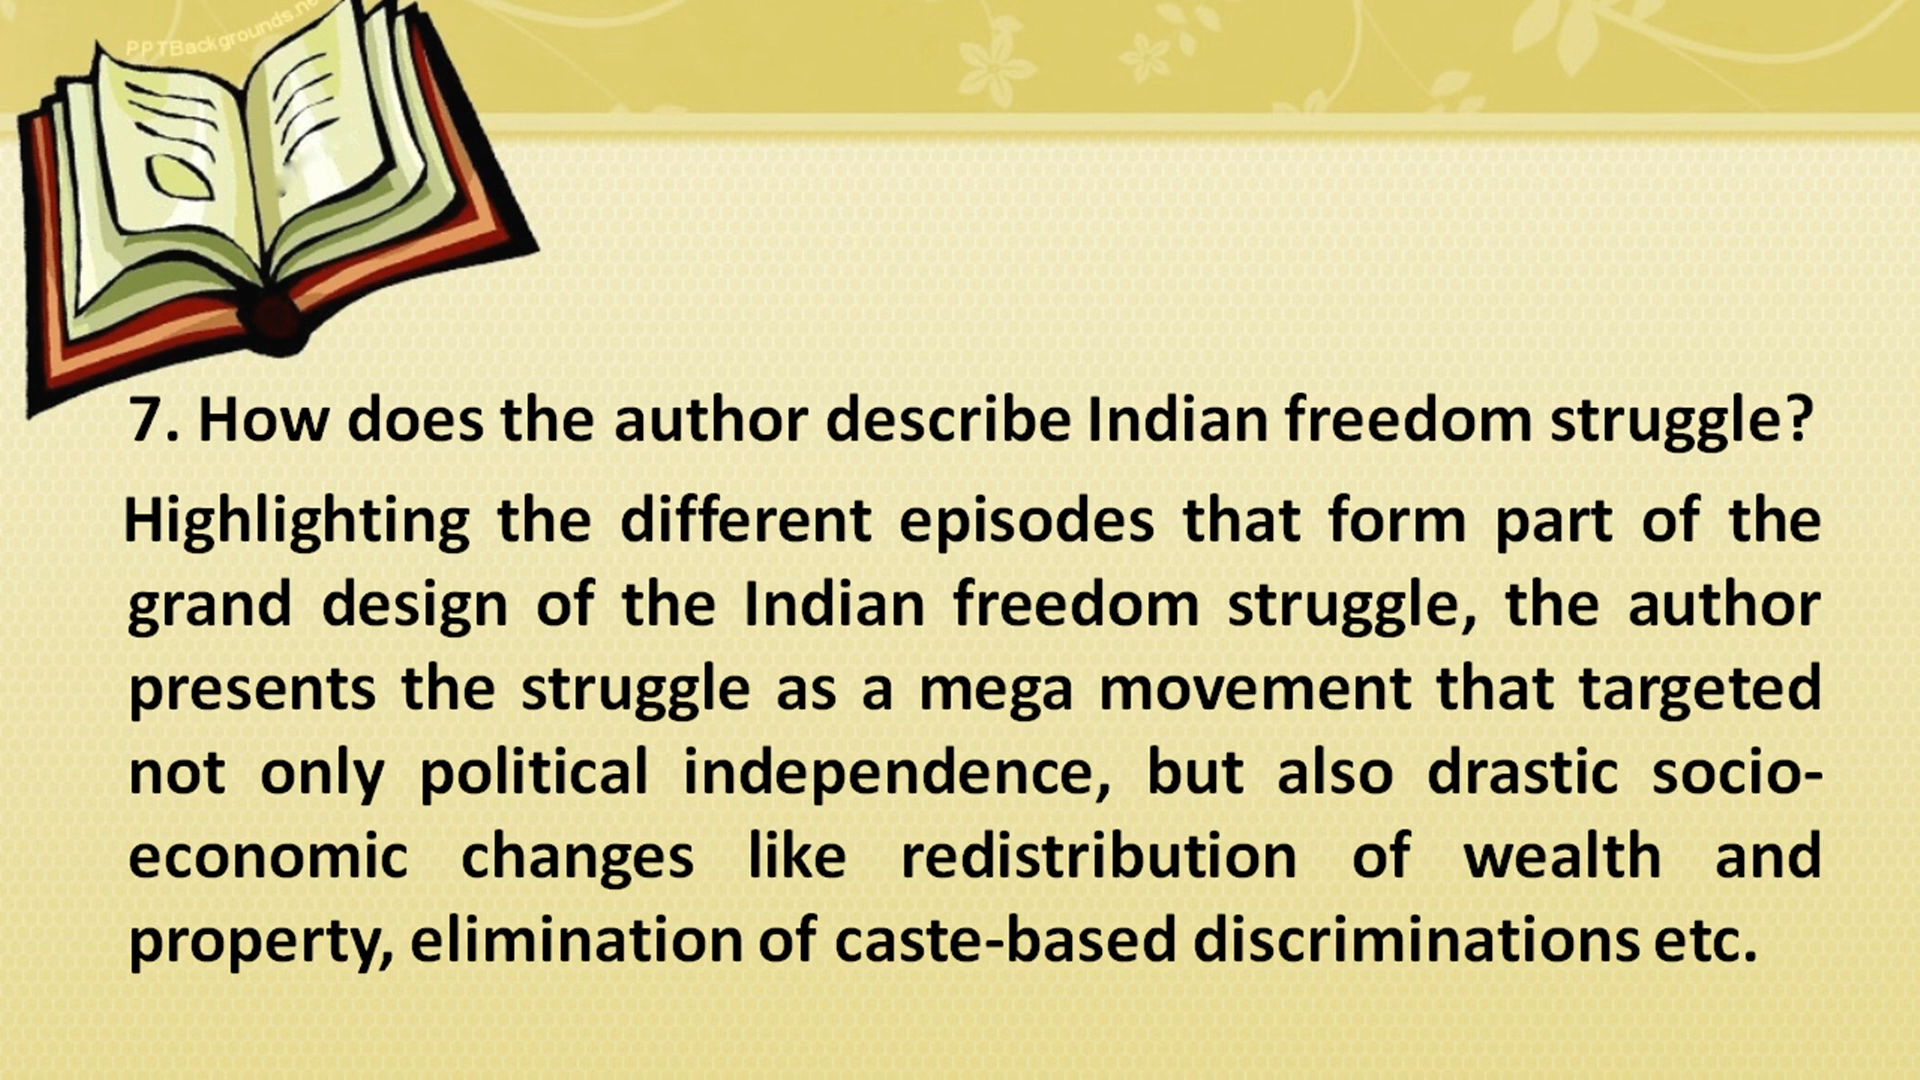 PPTBackgrounds.ne
7. How does the author describe Indian freedom struggle?
Highlighting the different episodes that form part of the
grand design of the Indian freedom struggle, the author
presents the struggle as a mega movement that targeted
not only political independence, but also drastic socio-
economic changes like redistribution of wealth and
property, elimination of caste-based discriminations etc.